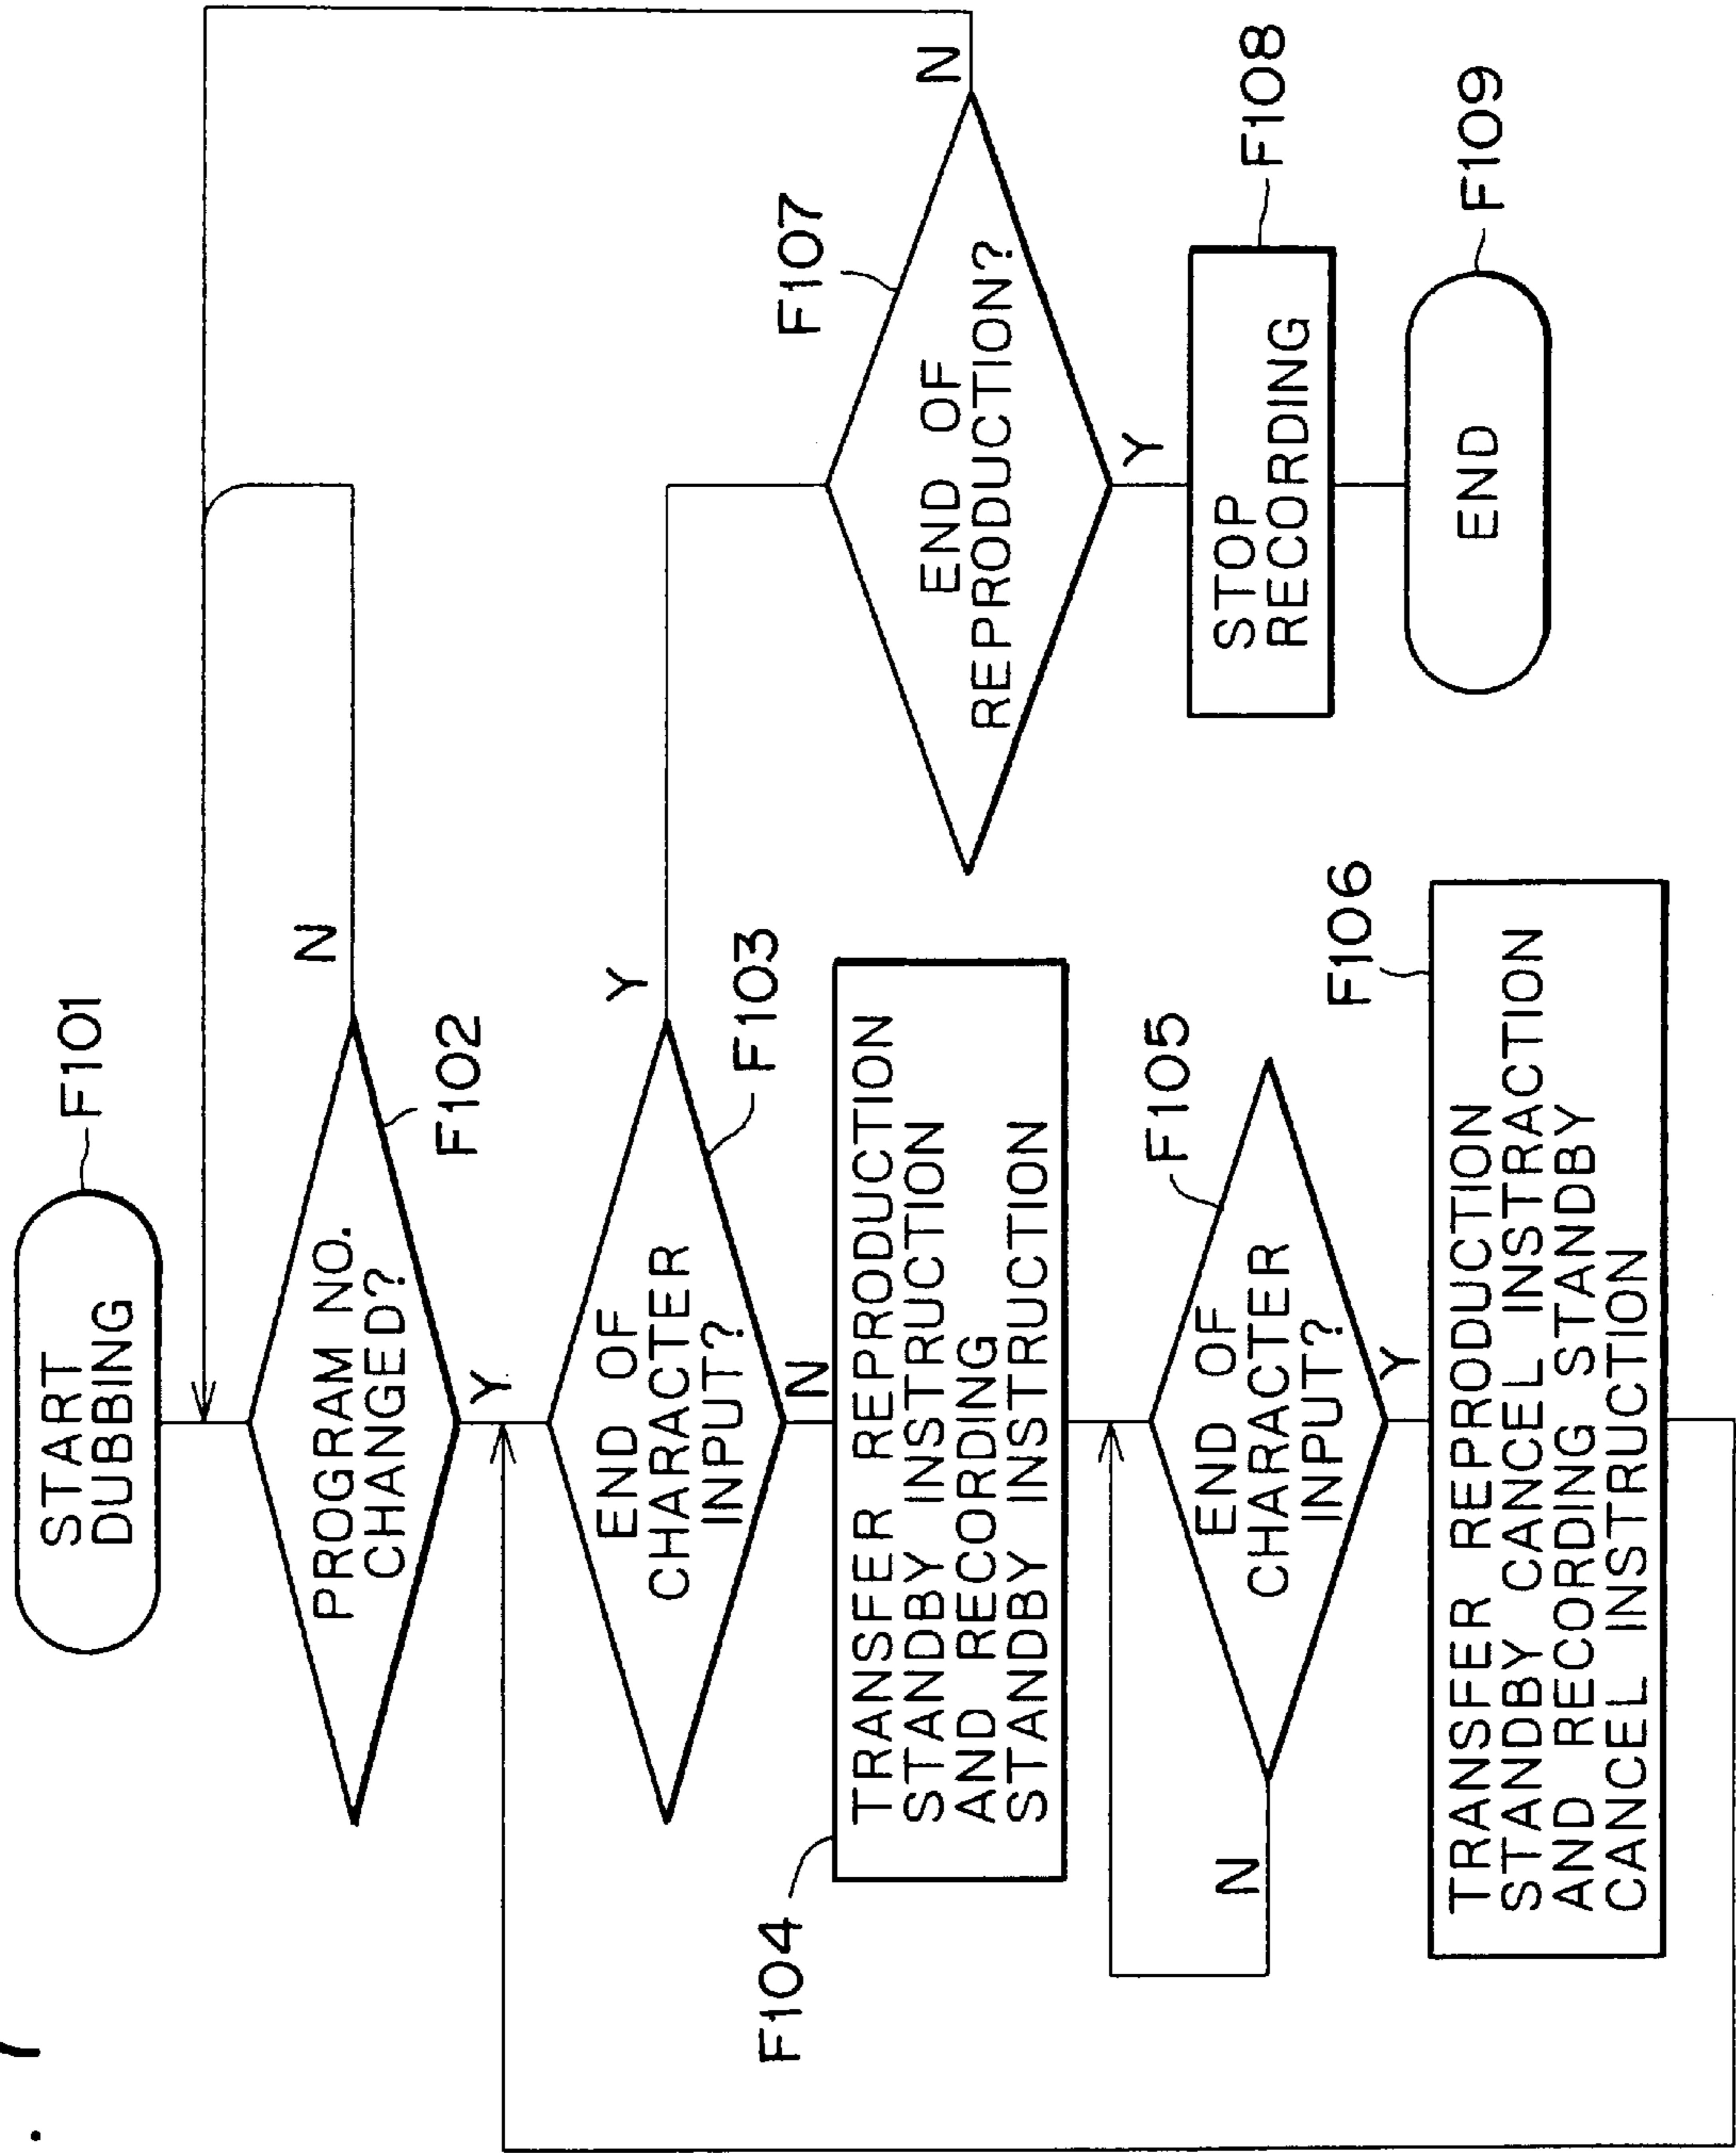 START
DUBBING
F101
PROGRAM NO.
CHANGED?
F102
N
Y
END OF
CHARACTER
INPUT?
F103
Y
N
F104
TRANSFER REPRODUCTION
STANDBY INSTRUCTION
AND RECORDING
STANDBY INSTRUCTION
F105
END OF
CHARACTER
INPUT?
N
Y
F106
TRANSFER REPRODUCTION
STANDBY CANCEL INSTRACTION
AND RECORDING STANDBY
CANCEL INSTRUCTION
F107
END OF
REPRODUCTION?
N
Y
STOP
RECORDING
F108
END
F109